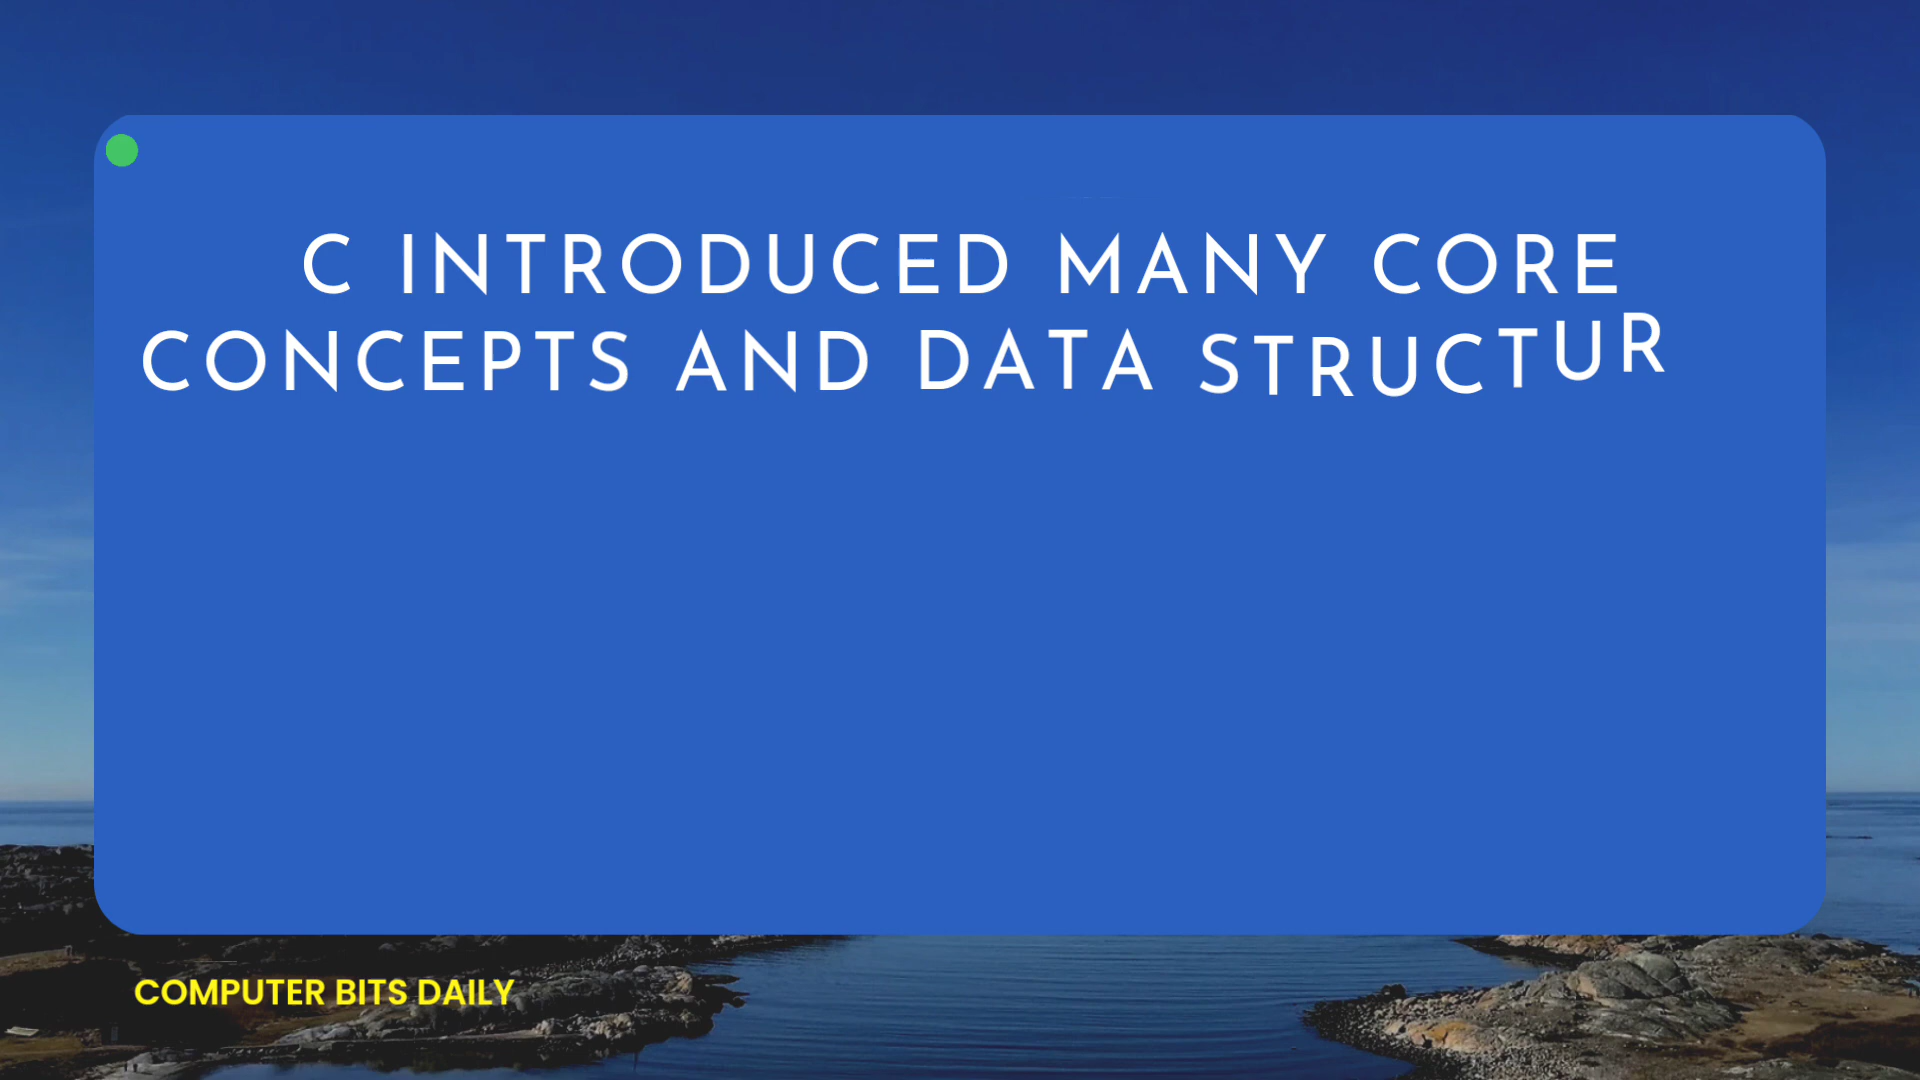 C INTRODUCED MANY CORE
CONCEPTS AND DATA STRUCTUR
COMPUTER BITS DAILY